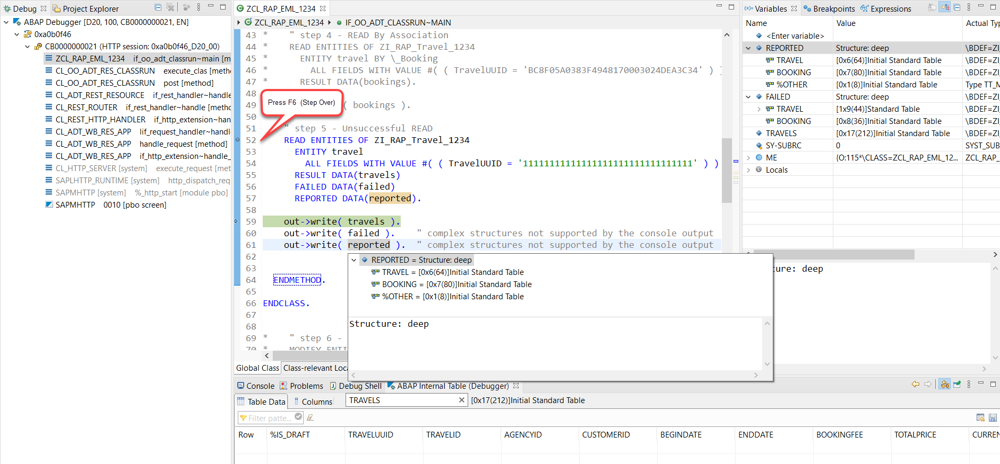 Debug
Project Explorer
ABAP Debugger [D20, 100, CB0000000021, EN]
0xa0b0f46
CB0000000021 (HTTP session: 0xa0b0f46_D20_00)
ZCL_RAP_EML_1234 if_oo_adt_classrun~main [m
CL_OO_ADT_RES_CLASSRUN execute_clas [metho
CL_OO_ADT_RES_CLASSRUN post [method]
CL_ADT_REST_RESOURCE if_rest_handler~handle
CL_REST_ROUTER if_rest_handler~handle [metho
CL_REST_HTTP_HANDLER if_http_extension~hand
CL_ADT_WB_RES_APP lif_request_handler~handl
CL_ADT_WB_RES_APP handle_request [method]
CL_ADT_WB_RES_APP if_http_extension~handle_
CL_HTTP_SERVER [system] execute_request [met
SAPLHTTP_RUNTIME [system] http_dispatch_req
SAPMHTTP [system] %_http_start [module pbo]
SAPMHTTP 0010 [pbo screen]
ZCL_RAP_EML_1234
ZCL_RAP_EML_1234 IF_OO_ADT_CLASSRUN~MAIN
43 * " step 4 - READ By Association
44 * READ ENTITIES OF ZI_RAP_Travel_1234
45 * ENTITY travel BY \_Booking
46 * ALL FIELDS WITH VALUE #( ( TravelUUID = 'BC8F05A0383F4948170003024DEA3C34' ) )
47 * RESULT DATA(bookings).
48
Press F6 (Step Over)
49 ( bookings ).
50
51 " step 5 - Unsuccessful READ
52 READ ENTITIES OF ZI_RAP_Travel_1234
53 ENTITY travel
54 ALL FIELDS WITH VALUE #( ( TravelUUID = '11111111111111111111111111111111' ) )
55 RESULT DATA(travels)
56 FAILED DATA(failed)
57 REPORTED DATA(reported).
58
59 out->write( travels ).
60 out->write( failed ). " complex structures not supported by the console output
61 out->write( reported ). " complex structures not supported by the console output
62
63
64 ENDMETHOD.
65
66 ENDCLASS.
67
68
69 * " step 6 -
70 * MODIFY ENTI
REPORTED = Structure: deep
TRAVEL = [0x6(64)]Initial Standard Table
BOOKING = [0x7(80)]Initial Standard Table
%OTHER = [0x1(8)]Initial Standard Table
Structure: deep
Global Class
Class-relevant Loca
Variables
Breakpoints
Expressions
Name Value Actual Typ
<Enter variable>
REPORTED Structure: deep \BDEF=ZI_
TRAVEL [0x6(64)]Initial Standard Table \BDEF=ZI_
BOOKING [0x7(80)]Initial Standard Table \BDEF=ZI_
%OTHER [0x1(8)]Initial Standard Table Type TT_M
FAILED Structure: deep \BDEF=ZI_
TRAVEL [1x9(44)]Standard Table \BDEF=ZI_
BOOKING [0x8(36)]Initial Standard Table \BDEF=ZI_
TRAVELS [0x17(212)]Initial Standard Table \BDEF=ZI_
SY-SUBRC 0 SYST_SUB
ME {O:115*\CLASS=ZCL_RAP_EML_12... ZCL_RAP_
Locals
ture: deep
Console
Problems
Debug Shell
ABAP Internal Table (Debugger)
Table Data
Columns
TRAVELS
[0x17(212)]Initial Standard Table
Filter patte...
Row %IS_DRAFT TRAVELUUID TRAVELID AGENCYID CUSTOMERID BEGINDATE ENDDATE BOOKINGFEE TOTALPRICE CURREN